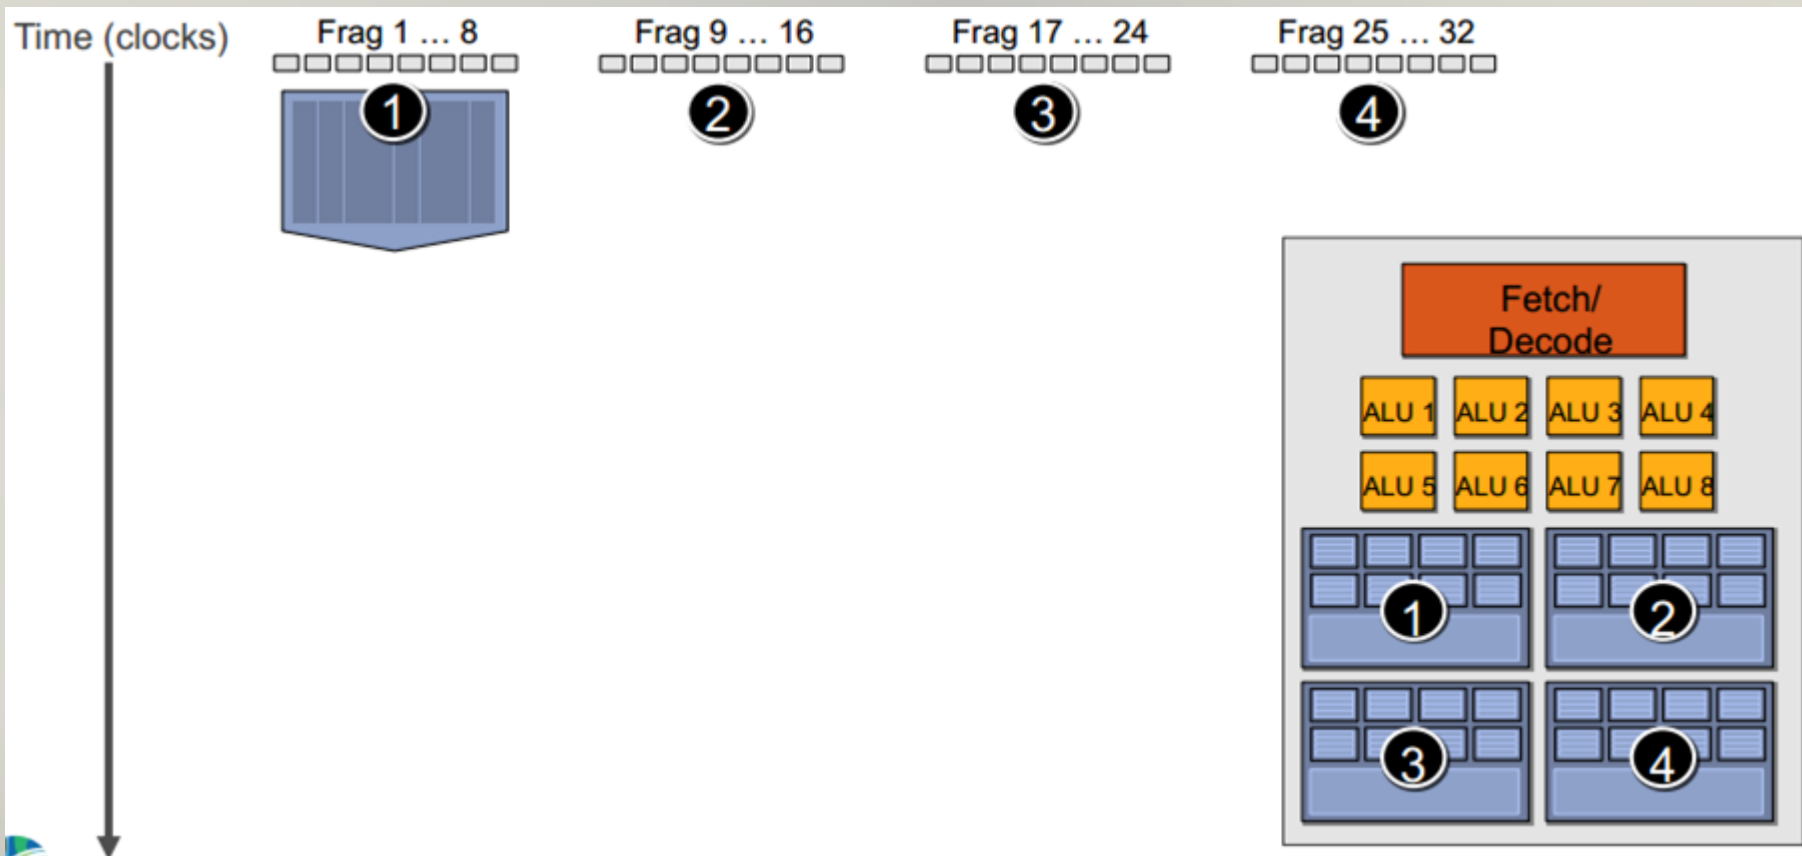 Time (clocks)
Frag 1 … 8
Frag 9 … 16
Frag 17 … 24
Frag 25 … 32
1
2
3
4
Fetch/
Decode
ALU 1 ALU 2 ALU 3 ALU 4
ALU 5 ALU 6 ALU 7 ALU 8
1
2
3
4